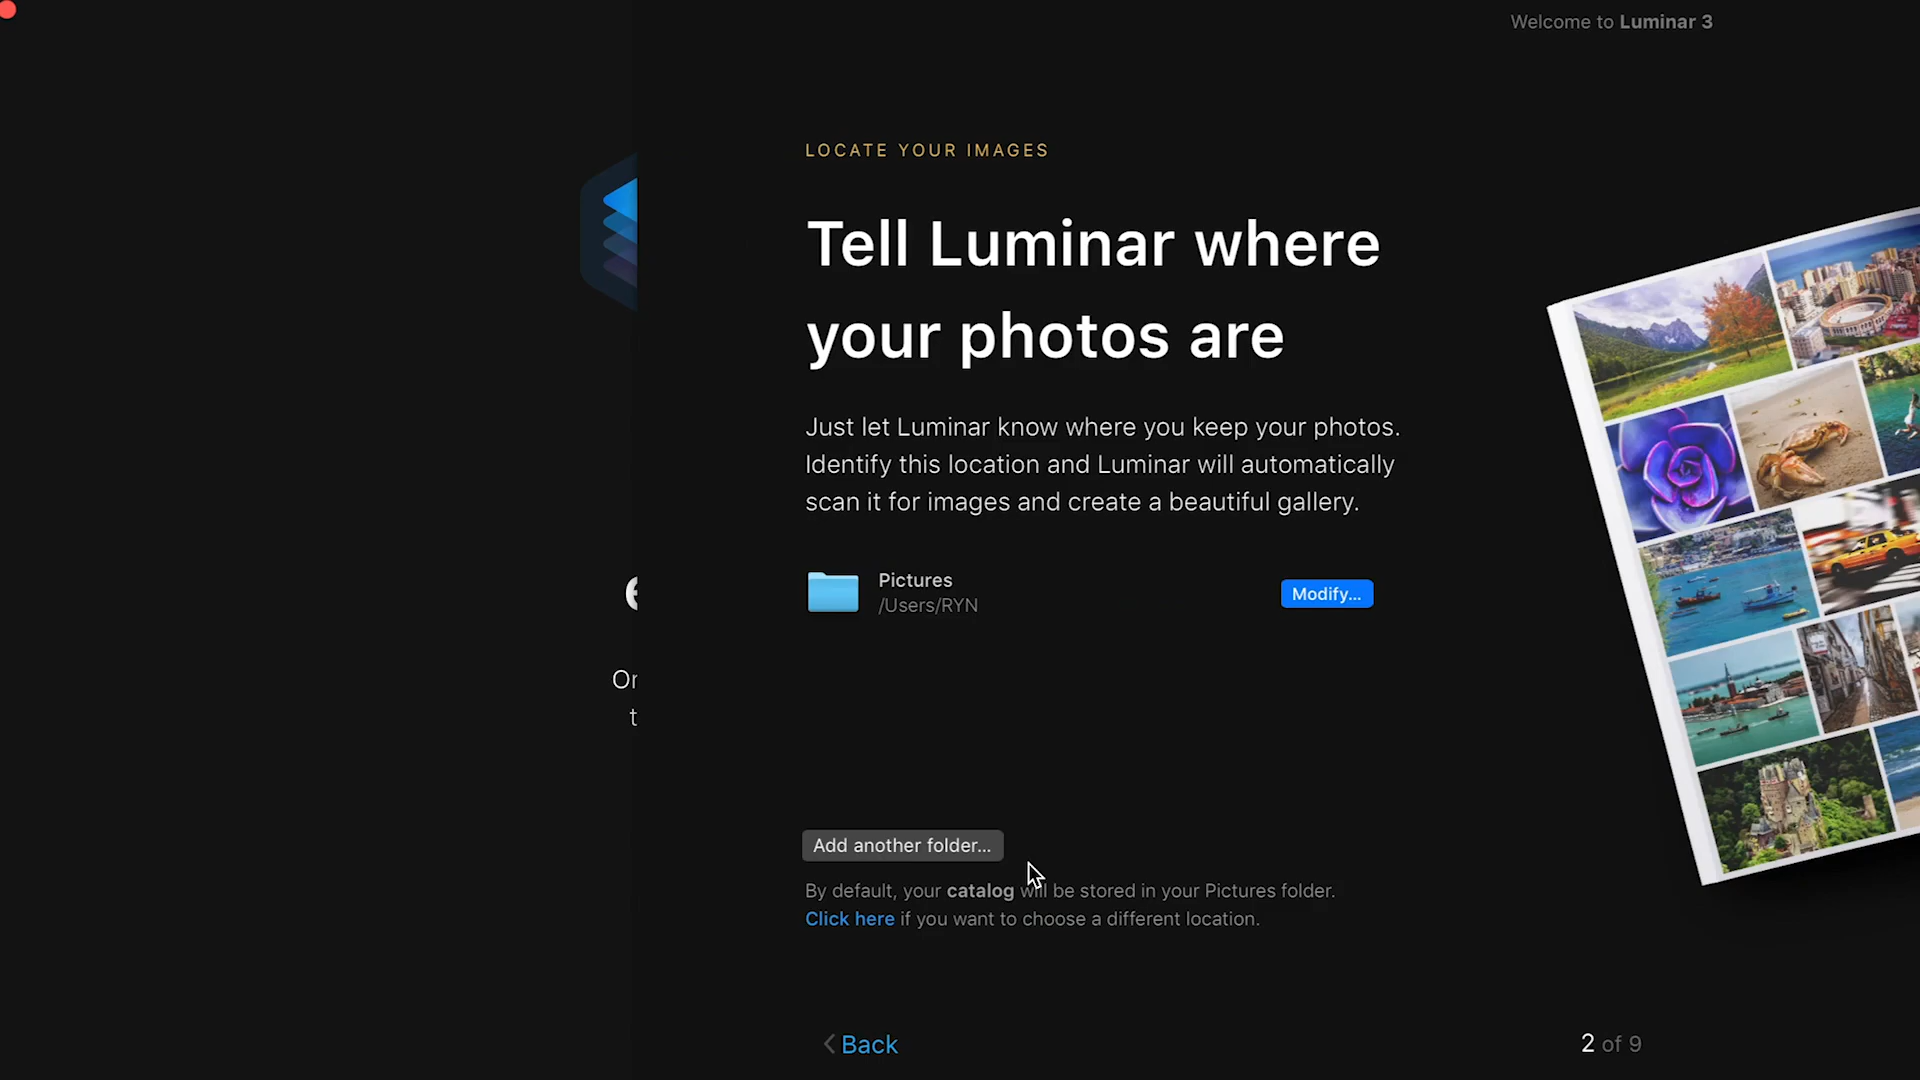 Welcome to Luminar 3
LOCATE YOUR IMAGES
Tell Luminar where
your photos are
Just let Luminar know where you keep your photos.
Identify this location and Luminar will automatically
scan it for images and create a beautiful gallery.
Pictures
/Users/RYN
Modify...
Or
t
Add another folder...
By default, your catalog will be stored in your Pictures folder.
Click here if you want to choose a different location.
Back
2 of 9